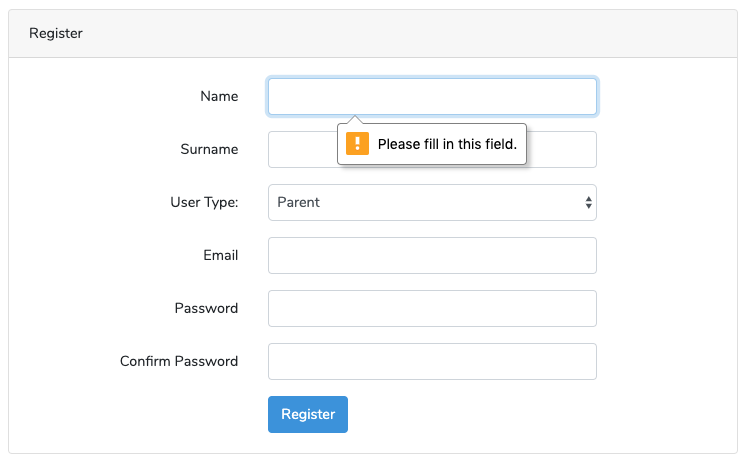 Register
Name
Please fill in this field.
Surname
User Type:
Parent
Email
Password
Confirm Password
Register